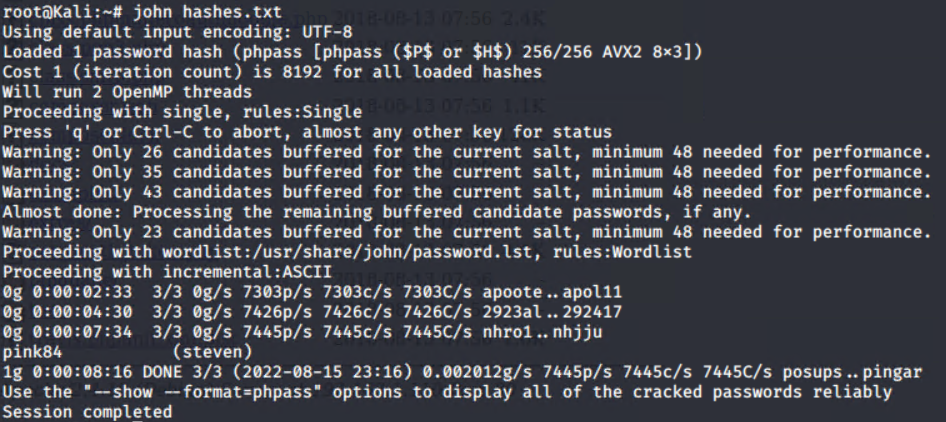 root@Kali:~# john hashes.txt
Using default input encoding: UTF-8
Loaded 1 password hash (phpass [phpass ($P$ or $H$) 256/256 AVX2 8×3])
Cost 1 (iteration count) is 8192 for all loaded hashes
Will run 2 OpenMP threads
Proceeding with single, rules:Single
Press 'q' or Ctrl-C to abort, almost any other key for status
Warning: Only 26 candidates buffered for the current salt, minimum 48 needed for performance.
Warning: Only 35 candidates buffered for the current salt, minimum 48 needed for performance.
Warning: Only 43 candidates buffered for the current salt, minimum 48 needed for performance.
Almost done: Processing the remaining buffered candidate passwords, if any.
Warning: Only 23 candidates buffered for the current salt, minimum 48 needed for performance.
Proceeding with wordlist:/usr/share/john/password.lst, rules:Wordlist
Proceeding with incremental:ASCII
0g 0:00:02:33  3/3 0g/s 7303p/s 7303c/s 7303C/s apoote..apol11
0g 0:00:04:30  3/3 0g/s 7426p/s 7426c/s 7426C/s 2923al..292417
0g 0:00:07:34  3/3 0g/s 7445p/s 7445c/s 7445C/s nhro1..nhjju
pink84           (steven)
1g 0:00:08:16 DONE 3/3 (2022-08-15 23:16) 0.002012g/s 7445p/s 7445c/s 7445C/s posups..pingar
Use the "--show --format=phpass" options to display all of the cracked passwords reliably
Session completed